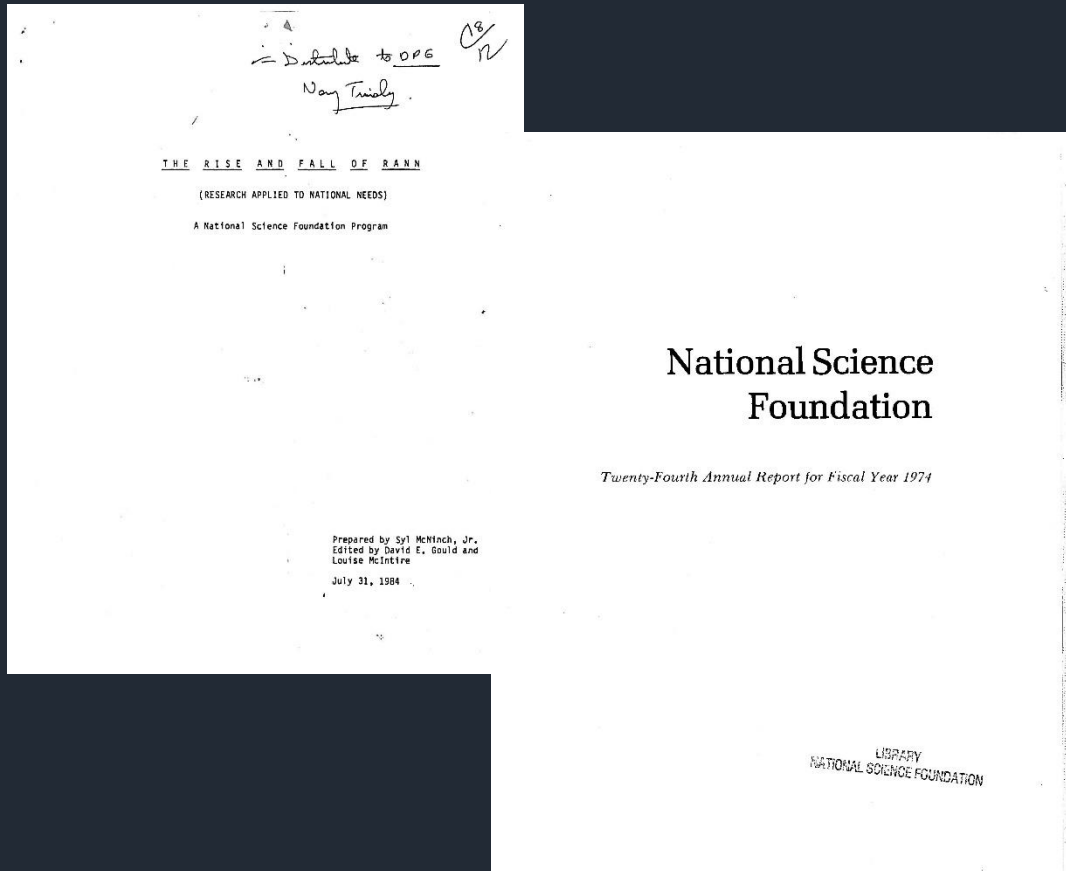 Distribute to OPG
18/12
THE RISE AND FALL OF RANN
(RESEARCH APPLIED TO NATIONAL NEEDS)
A National Science Foundation Program
Prepared by Syl McNinch, Jr.
Edited by David E. Gould and
Louise McIntire
July 31, 1984
National Science
Foundation
Twenty-Fourth Annual Report for Fiscal Year 1974
LIBRARY
NATIONAL SCIENCE FOUNDATION